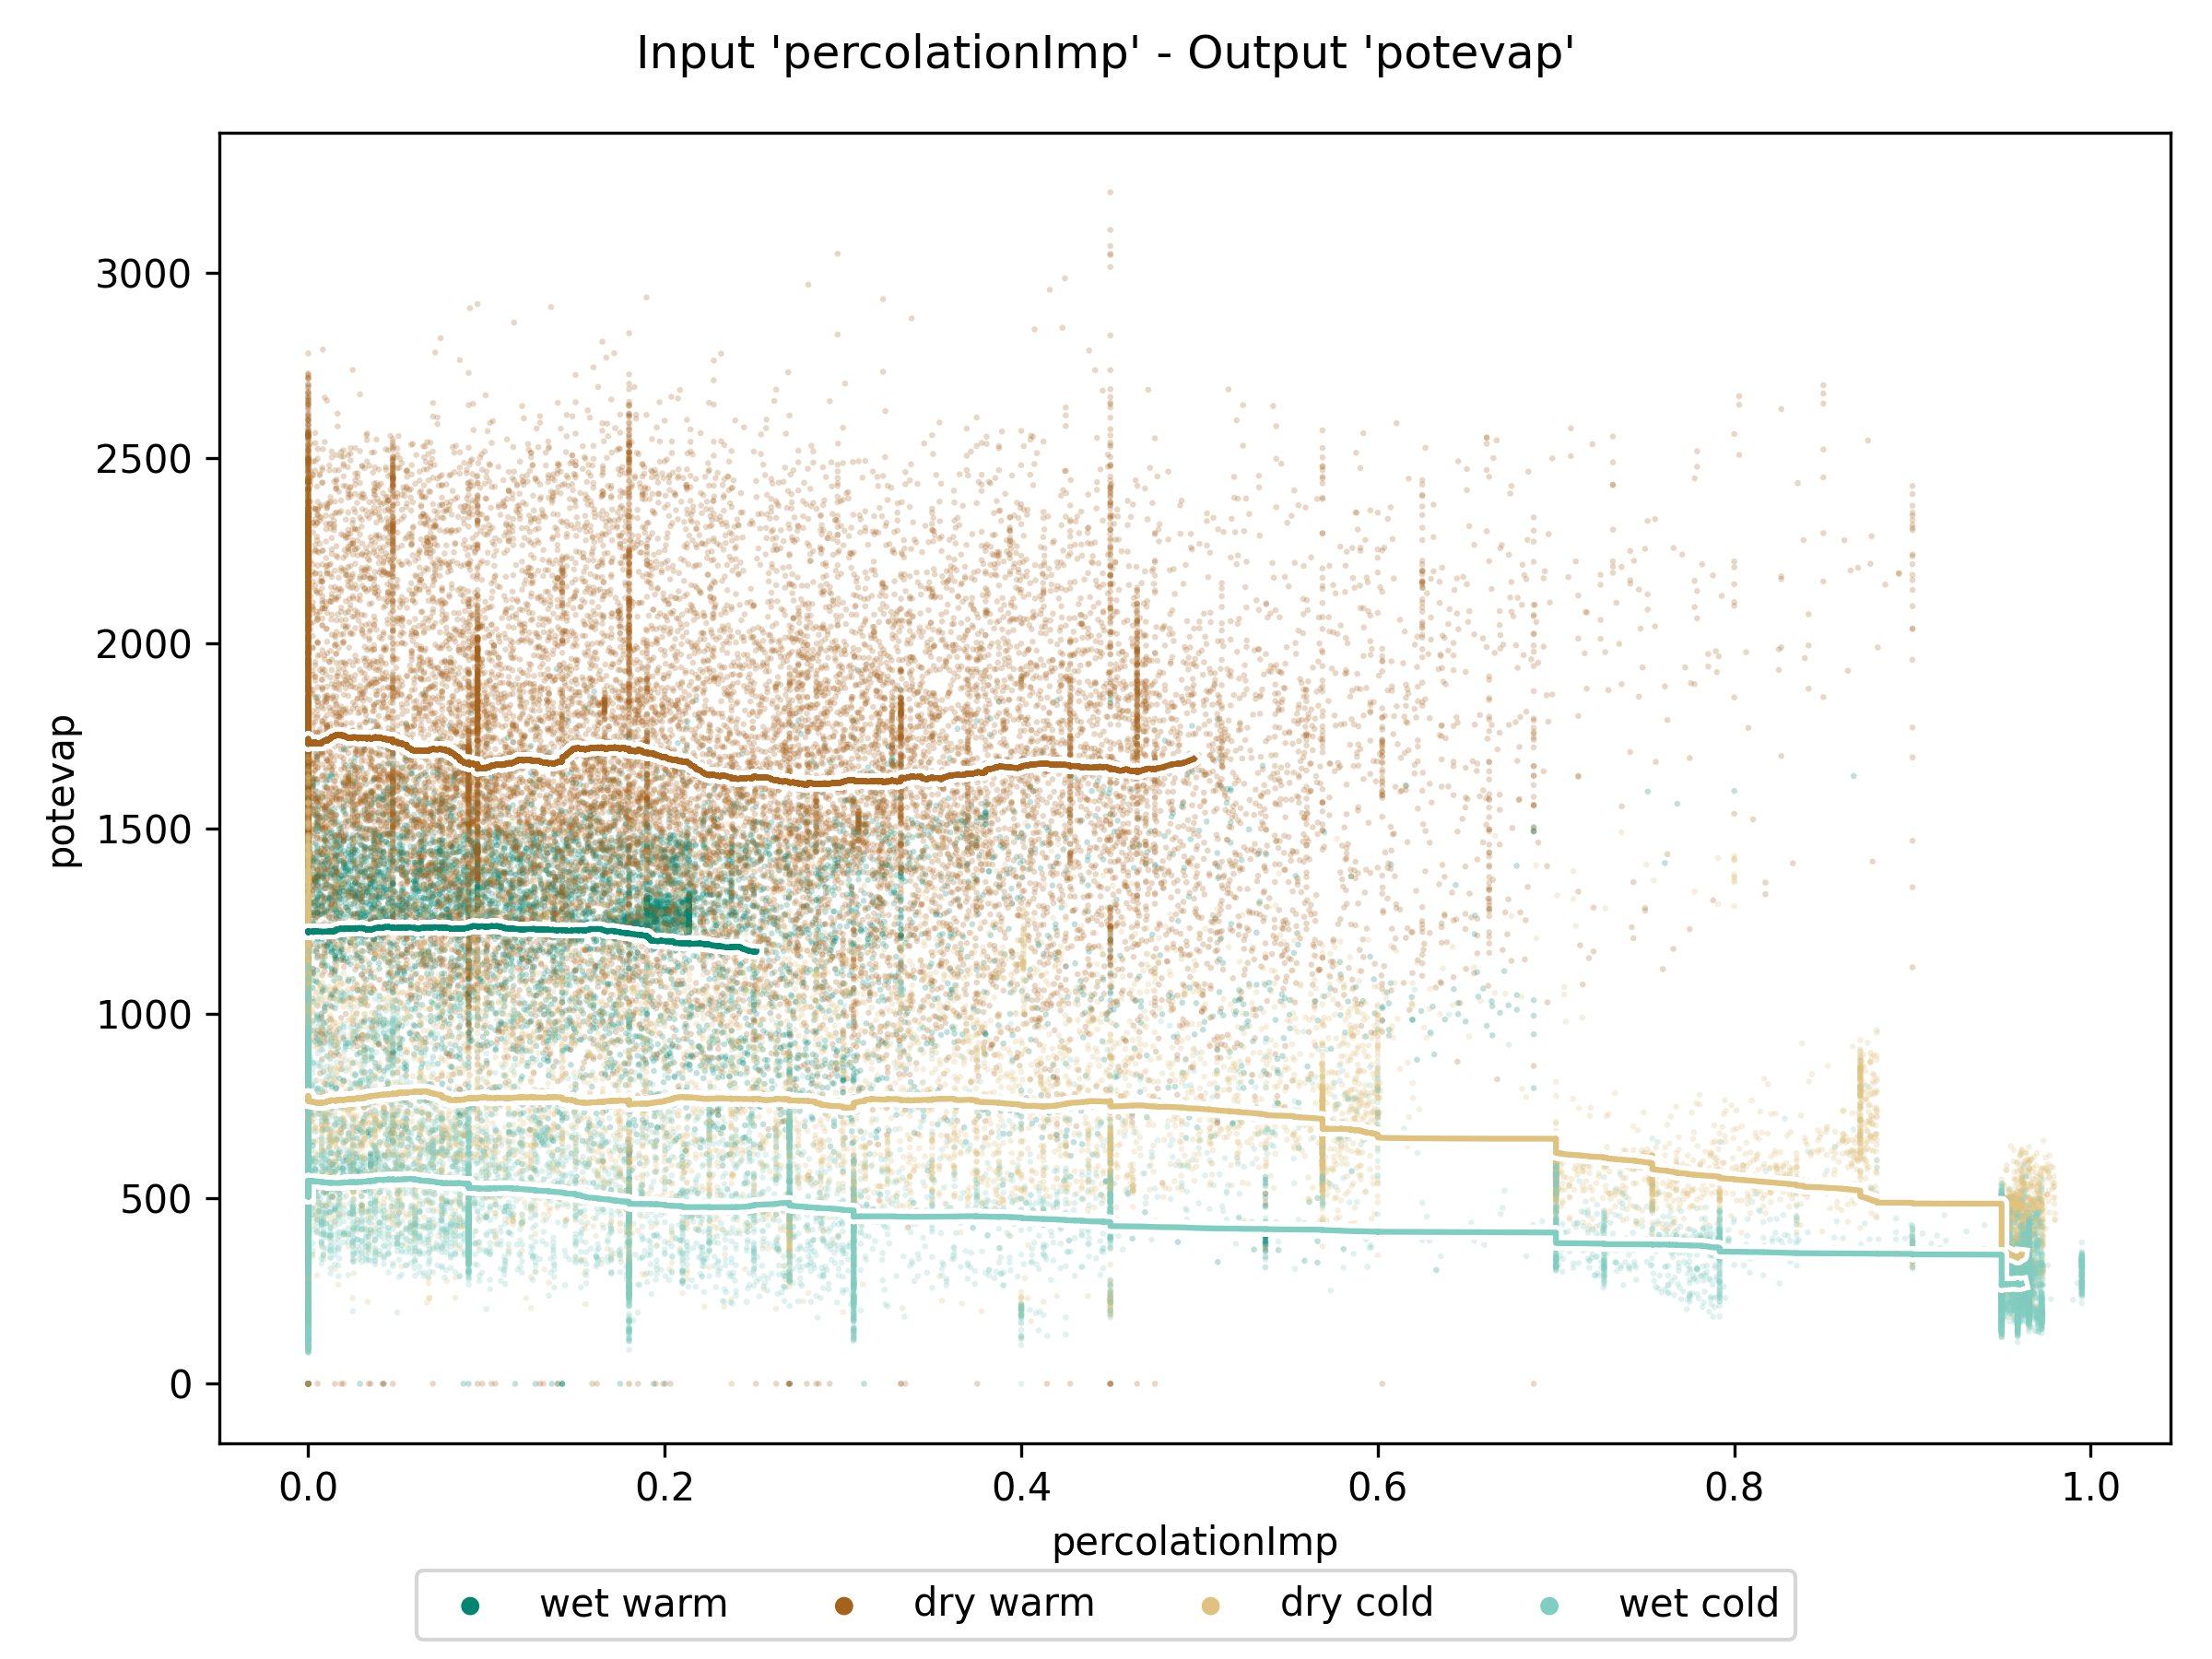 Input 'percolationImp' - Output 'potevap'
3000
2500
2000
1500
1000
500
0
potevap
0.0 0.2 0.4 0.6 0.8 1.0
percolationImp
wet warm dry warm dry cold wet cold